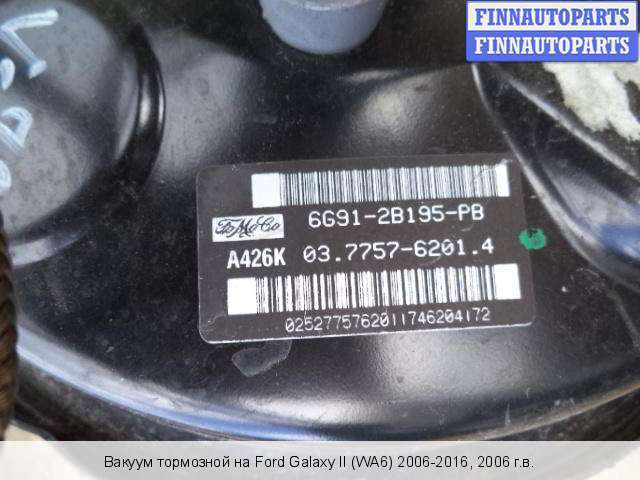 FINNAUTOPARTS
FINNAUTOPARTS
FoMoCo
6G91-2B195-PB
A426K 03.7757-6201.4
0252775762011746204172
Вакуум тормозной на Ford Galaxy II (WA6) 2006-2016, 2006 г.в.